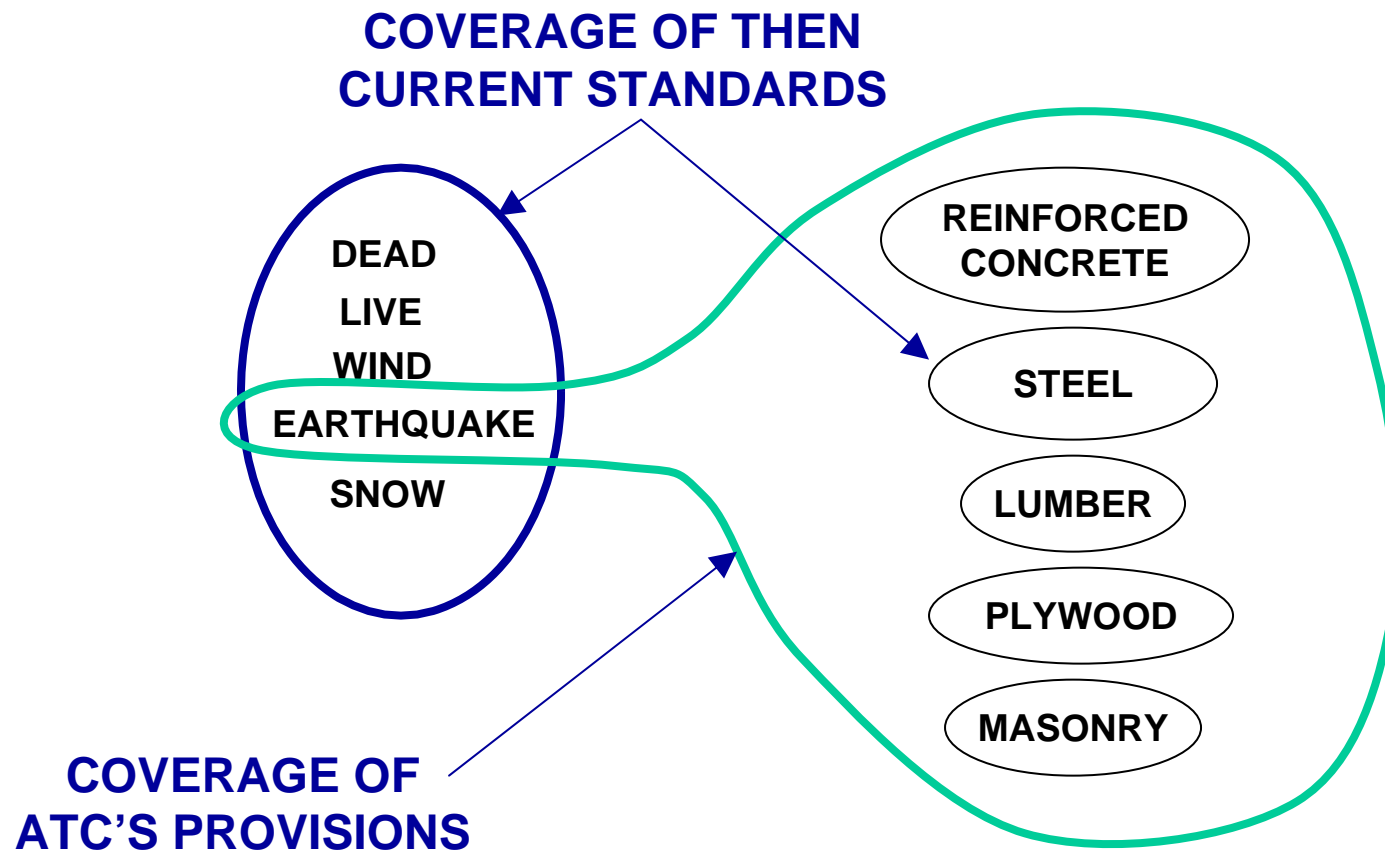 COVERAGE OF THEN
CURRENT STANDARDS
DEAD
LIVE
WIND
EARTHQUAKE
SNOW
REINFORCED
CONCRETE
STEEL
LUMBER
PLYWOOD
MASONRY
COVERAGE OF
ATC'S PROVISIONS